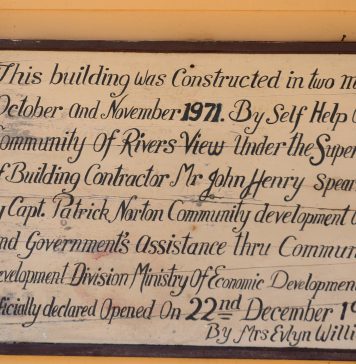 This building was Constructed in two
October and November 1971. By Self Help
Community Of Rivers View Under the Super
Of Building Contractor Mr John Henry Spear
y Capt. Patrick Norton Community development
and Government's Assistance thru Commun
evelopment Division Ministry Of Economic Development
ficially declared Opened On 22nd December 19
By Mrs Evlyn Willi